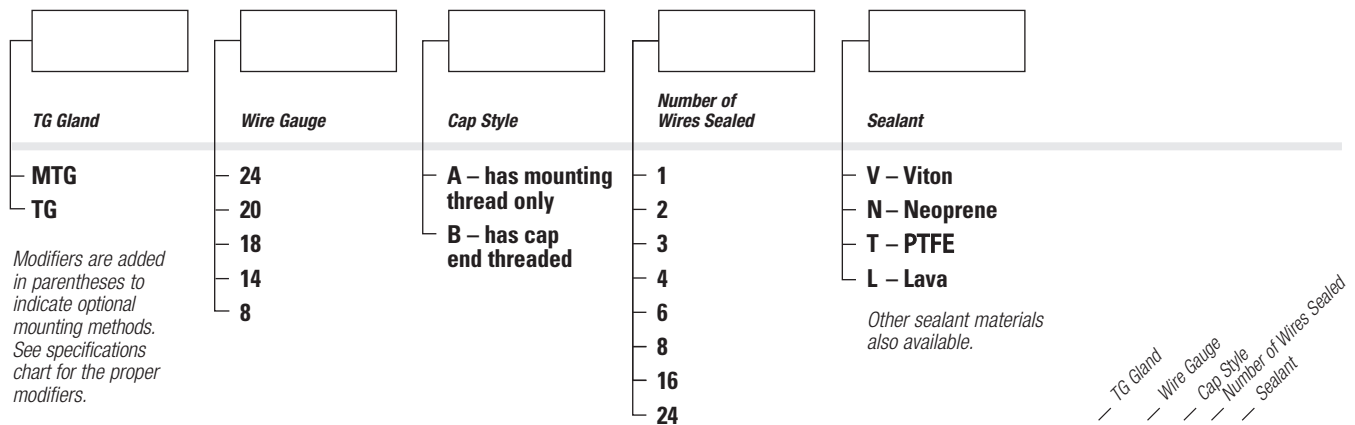 TG Gland
MTG
TG
Modifiers are added
in parentheses to
indicate optional
mounting methods.
See specifications
chart for the proper
modifiers.
Wire Gauge
24
20
18
14
8
Cap Style
A – has mounting
thread only
B – has cap
end threaded
Number of
Wires Sealed
1
2
3
4
6
8
16
24
Sealant
V – Viton
N – Neoprene
T – PTFE
L – Lava
Other sealant materials
also available.
TG Gland
Wire Gauge
Cap Style
Number of Wires Sealed
Sealant